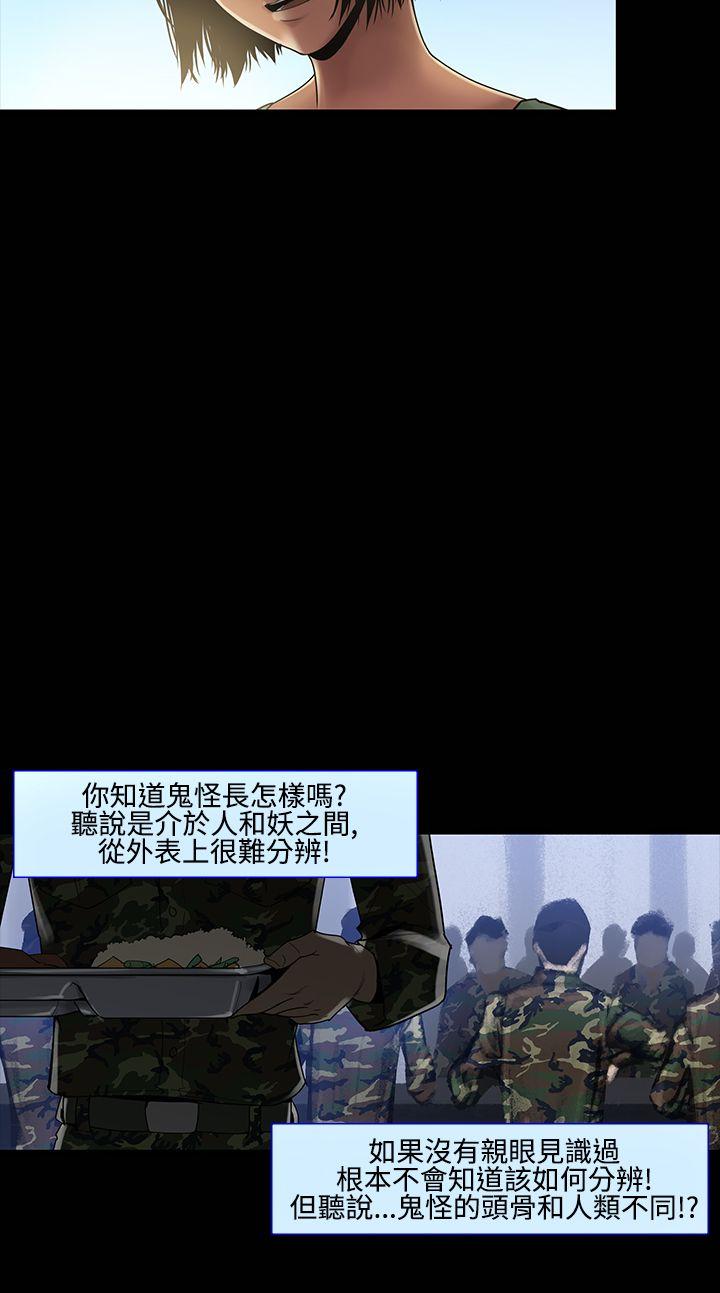 你知道鬼怪長怎樣嗎?
聽說是介於人和妖之間,
從外表上很難分辨!
如果沒有親眼見識過
根本不會知道該如何分辨!
但聽說...鬼怪的頭骨和人類不同!?